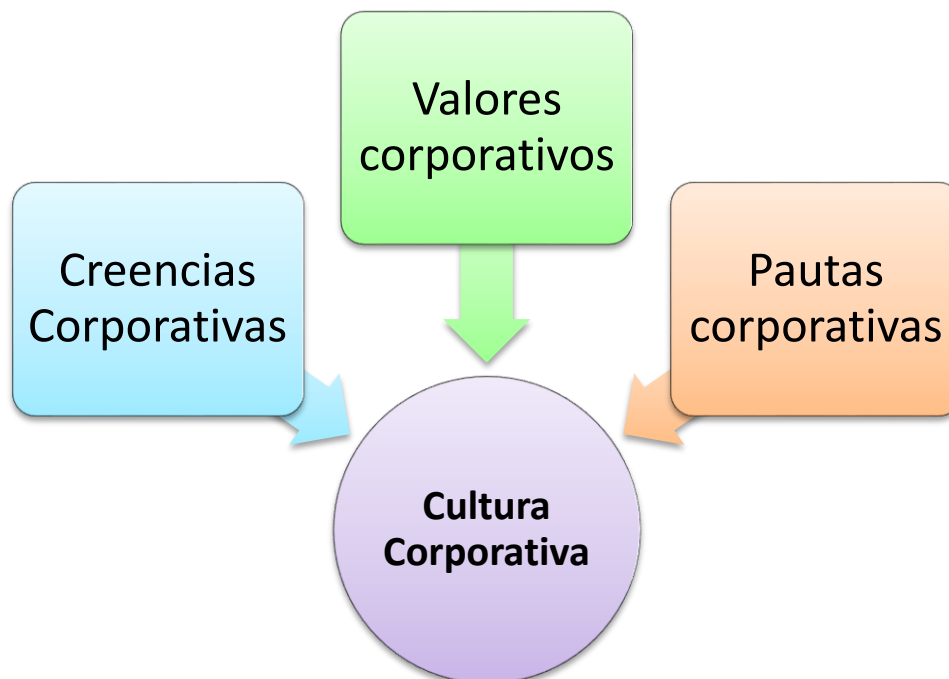 Valores
corporativos
Creencias
Corporativas
Pautas
corporativas
Cultura
Corporativa